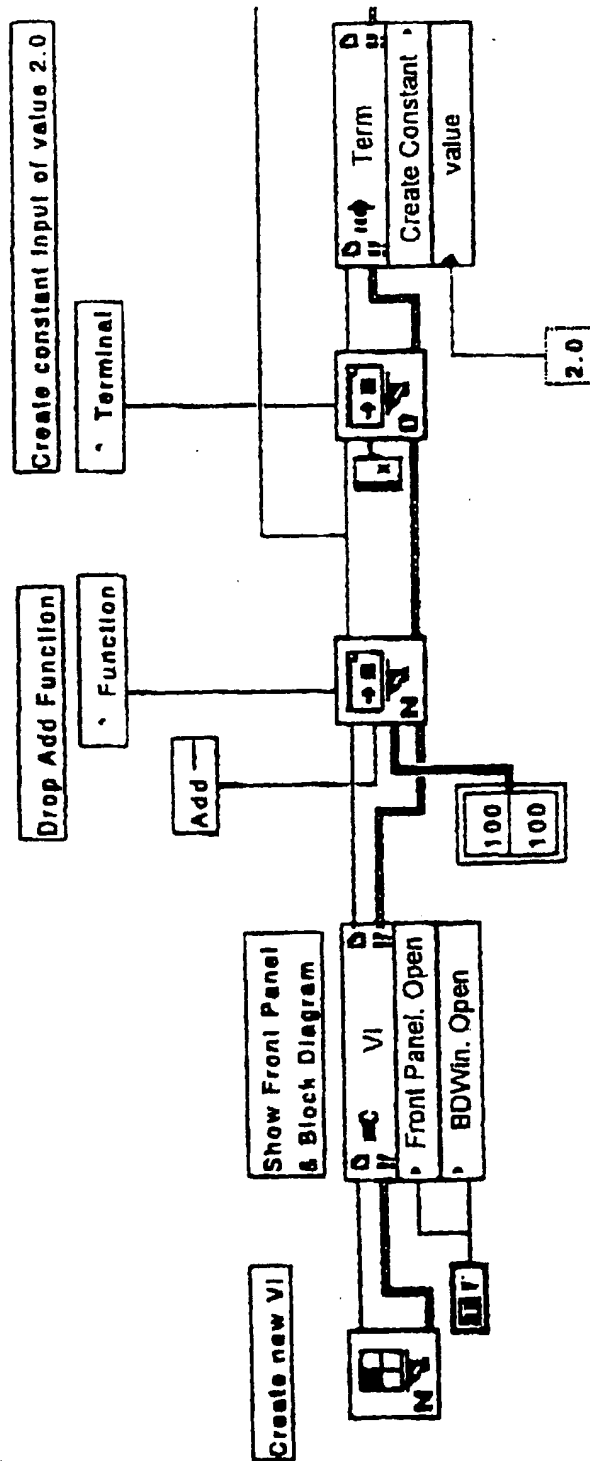 Create new VI
Show Front Panel
& Block Diagram
VI
Front Panel. Open
BDWin. Open
Drop Add Function
Function
Add
N
100
100
N
Create constant Input of value 2.0
Terminal
x
Term
Create Constant
value
2.0